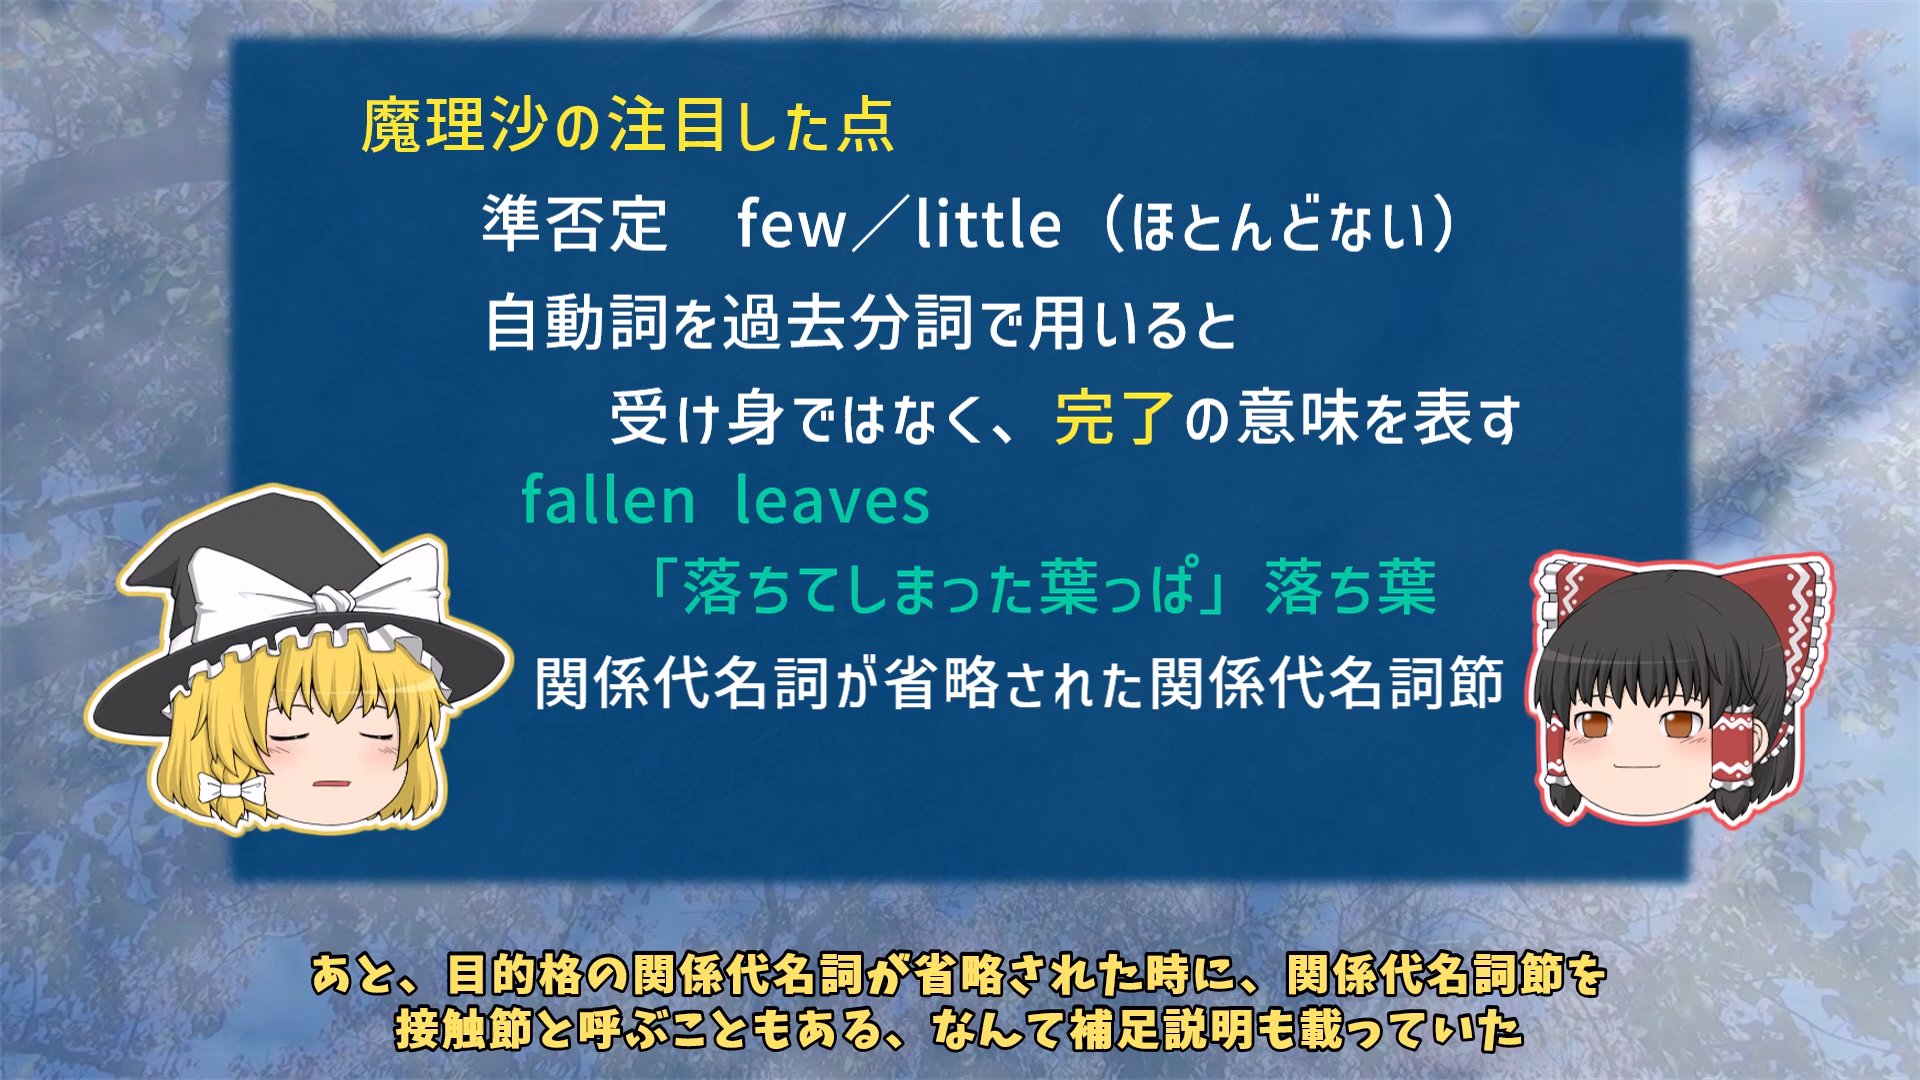 魔理沙の注目した点
準否定　few／little（ほとんどない）
自動詞を過去分詞で用いると
受け身ではなく、完了の意味を表す
fallen leaves
「落ちてしまった葉っぱ」落ち葉
関係代名詞が省略された関係代名詞節
あと、目的格の関係代名詞が省略された時に、関係代名詞節を
接触節と呼ぶこともある、なんて補足説明も載っていた